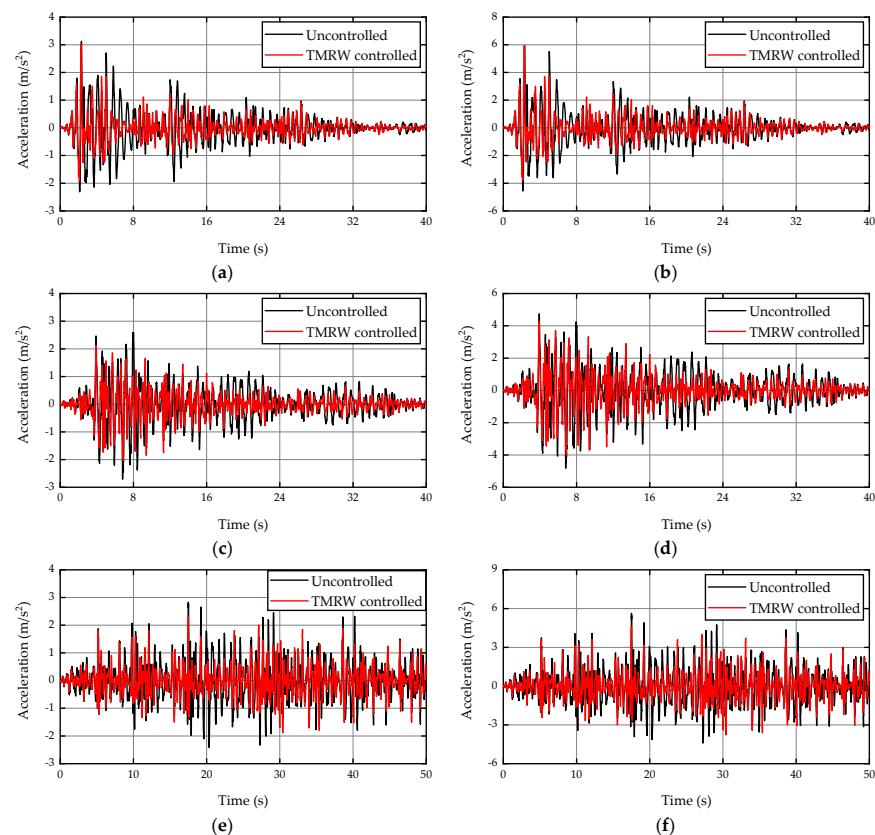 Acceleration (m/s²)
4
3
2
1
0
-1
-2
-3
Uncontrolled
TMRW controlled
0
8
16
24
32
40
Time (s)
(a)
Acceleration (m/s²)
8
6
4
2
0
-2
-4
-6
Uncontrolled
TMRW controlled
0
8
16
24
32
40
Time (s)
(b)
Acceleration (m/s²)
4
3
2
1
0
-1
-2
-3
Uncontrolled
TMRW controlled
0
8
16
24
32
40
Time (s)
(c)
Acceleration (m/s²)
6
4
2
0
-2
-4
-6
Uncontrolled
TMRW controlled
0
8
16
24
32
40
Time (s)
(d)
Acceleration (m/s²)
4
3
2
1
0
-1
-2
-3
Uncontrolled
TMRW controlled
0
10
20
30
40
50
Time (s)
(e)
Acceleration (m/s²)
9
6
3
0
-3
-6
Uncontrolled
TMRW controlled
0
10
20
30
40
50
Time (s)
(f)